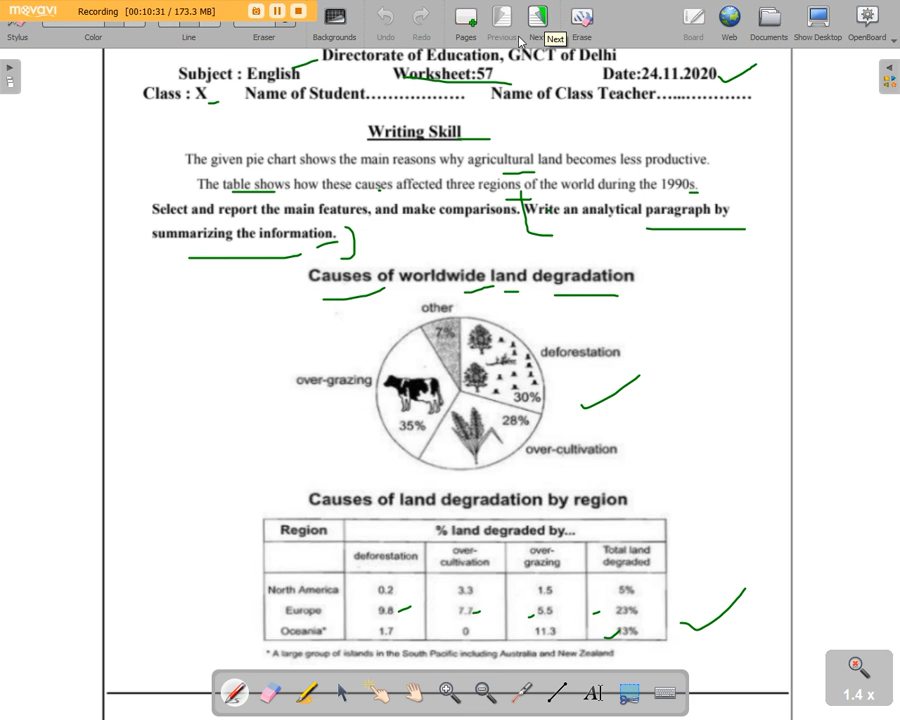 movavi Recording [00:10:31 / 173.3 MB]
Stylus Color Line Eraser Backgrounds Undo Redo Pages Previous Next Erase Board Web Documents Show Desktop OpenBoard
Next
Directorate of Education, GNCT of Delhi
Subject : English Worksheet:57 Date:24.11.2020
Class : X Name of Student……………… Name of Class Teacher…...…………
Writing Skill
The given pie chart shows the main reasons why agricultural land becomes less productive.
The table shows how these causes affected three regions of the world during the 1990s.
Select and report the main features, and make comparisons. Write an analytical paragraph by
summarizing the information.
Causes of worldwide land degradation
other
7%
deforestation
over-grazing
30%
35%
28%
over-cultivation
Causes of land degradation by region
Region % land degraded by...
deforestation over-cultivation over-grazing Total land degraded
North America 0.2 3.3 1.5 5%
Europe 9.8 7.7 5.5 23%
Oceania* 1.7 0 11.3 13%
* A large group of islands in the South Pacific including Australia and New Zealand
1.4 x